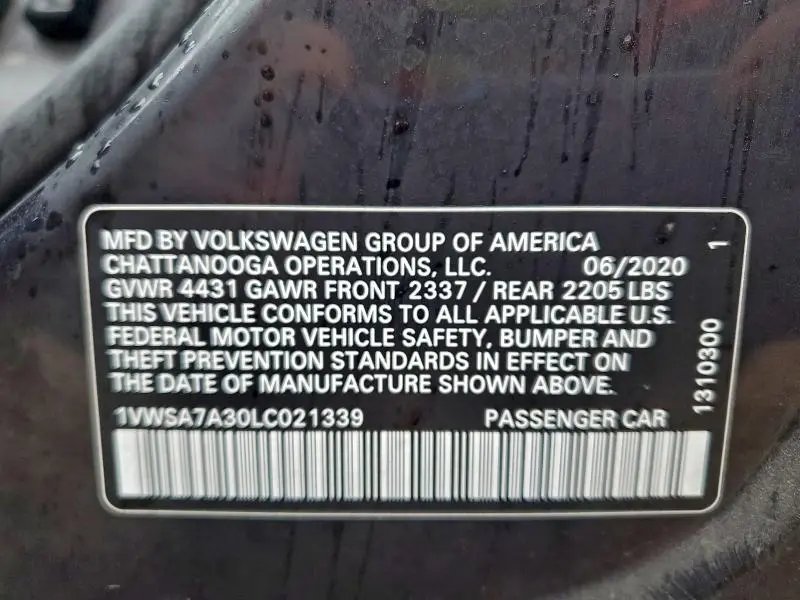 MFD BY VOLKSWAGEN GROUP OF AMERICA
CHATTANOOGA OPERATIONS, LLC. 06/2020
GVWR 4431 GAWR FRONT 2337 / REAR 2205 LBS
THIS VEHICLE CONFORMS TO ALL APPLICABLE U.S.
FEDERAL MOTOR VEHICLE SAFETY, BUMPER AND
THEFT PREVENTION STANDARDS IN EFFECT ON
THE DATE OF MANUFACTURE SHOWN ABOVE.
1VWSA7A30LC021339 PASSENGER CAR
1310300 1